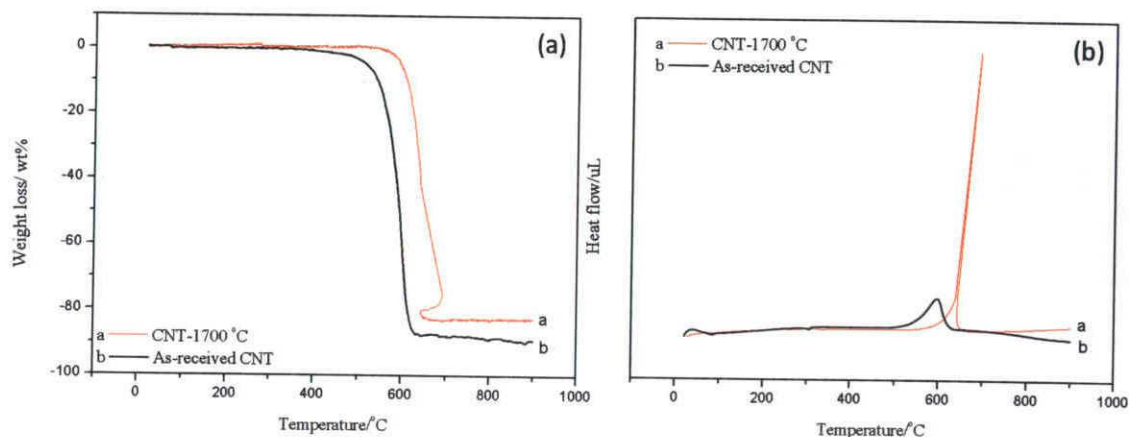 (a)
0
-20
-40
-60
-80
-100
Weight loss/ wt%
a CNT-1700 °C
b As-received CNT
a
b
0 200 400 600 800 1000
Temperature/°C
(b)
a CNT-1700 °C
b As-received CNT
Heat flow/uL
a
b
0 200 400 600 800 1000
Temperature/°C